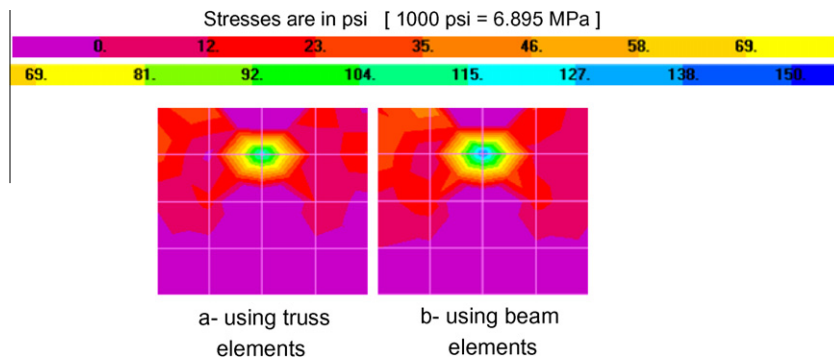 Stresses are in psi [ 1000 psi = 6.895 MPa ]
0. 12. 23. 35. 46. 58. 69.
69. 81. 92. 104. 115. 127. 138. 150.
a- using truss elements
b- using beam elements